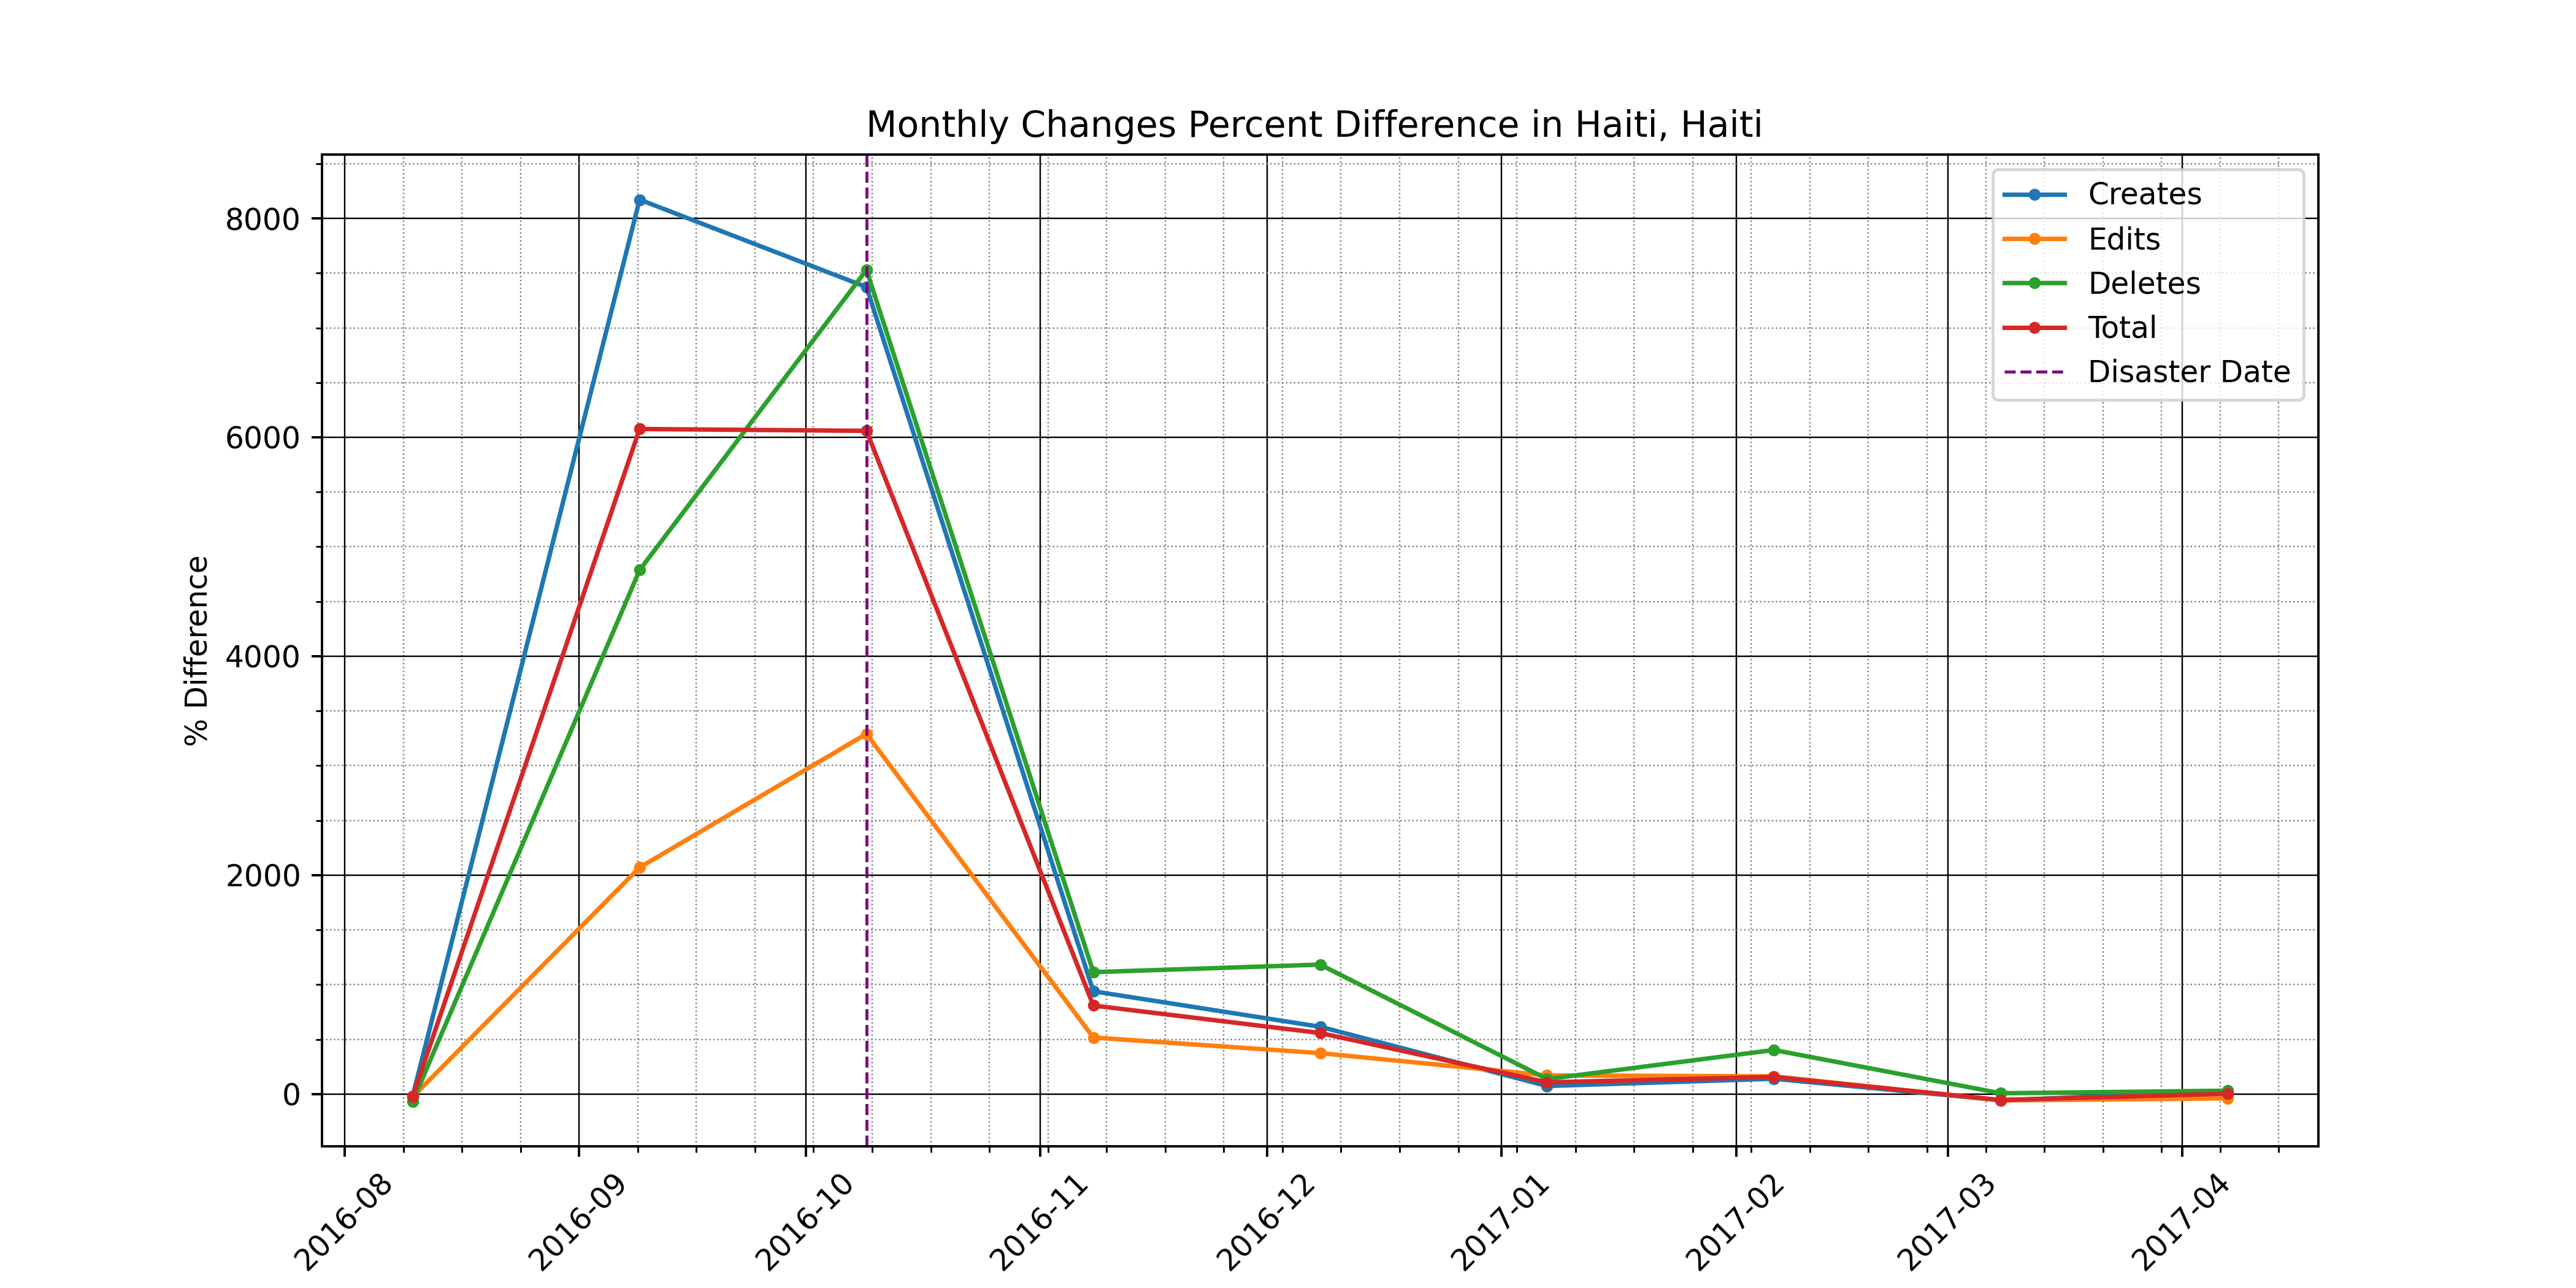 Monthly Changes Percent Difference in Haiti, Haiti
Creates
Edits
Deletes
Total
Disaster Date
% Difference
8000
6000
4000
2000
0
2016-08
2016-09
2016-10
2016-11
2016-12
2017-01
2017-02
2017-03
2017-04